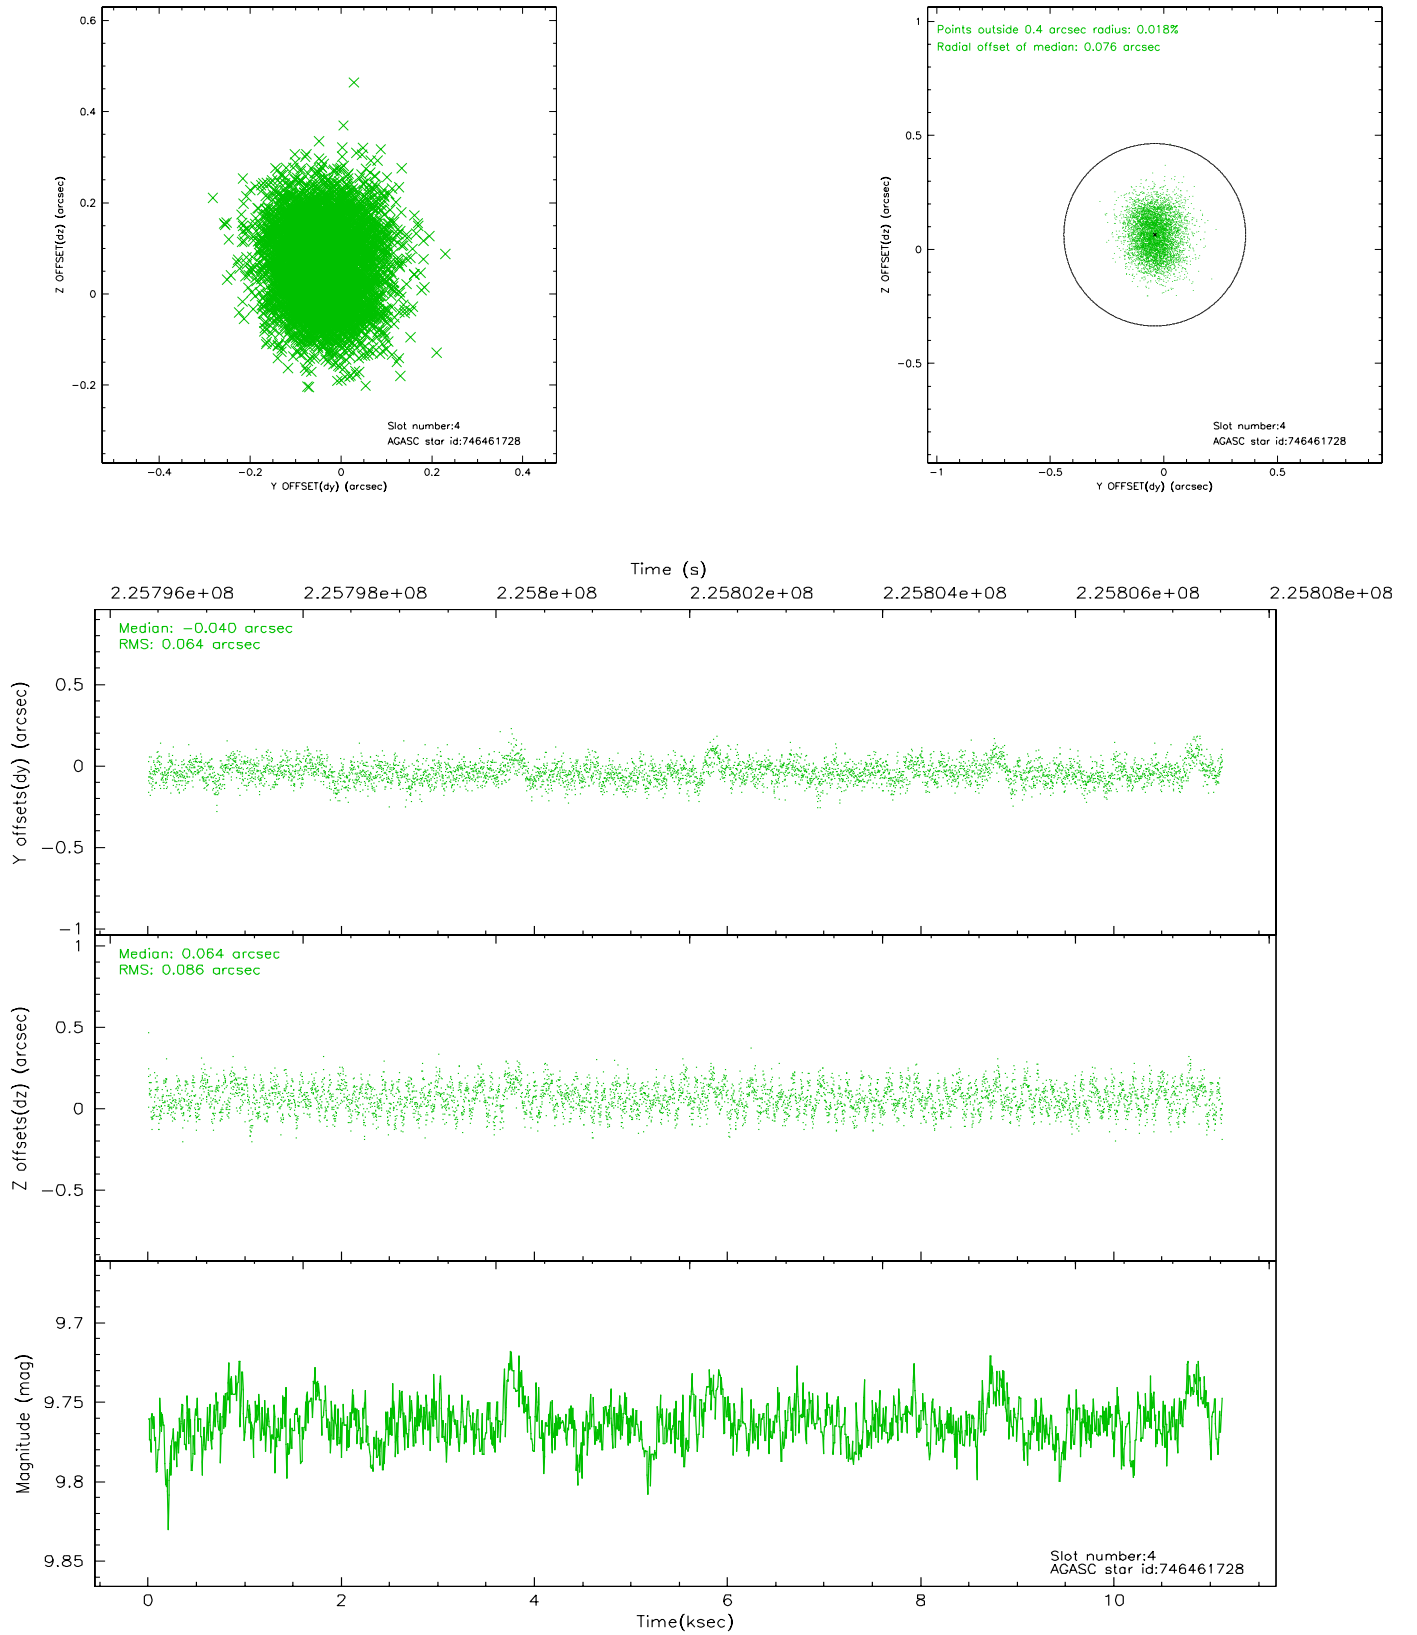 Points outside 0.4 arcsec radius: 0.018%
Radial offset of median: 0.076 arcsec
0.6
0.4
0.2
0
−0.2
Z OFFSET(dz) (arcsec)
Slot number:4
AGASC star id:746461728
−0.4
−0.2
0
0.2
0.4
Y OFFSET(dy) (arcsec)
1
0.5
0
−0.5
Z OFFSET(dz) (arcsec)
Slot number:4
AGASC star id:746461728
−1
−0.5
0
0.5
Y OFFSET(dy) (arcsec)
Time (s)
2.25796e+08
2.25798e+08
2.258e+08
2.25802e+08
2.25804e+08
2.25806e+08
2.25808e+08
Median: −0.040 arcsec
RMS: 0.064 arcsec
0.5
0
−0.5
−1
Y offsets(dy) (arcsec)
Median: 0.064 arcsec
RMS: 0.086 arcsec
1
0.5
0
−0.5
Z offsets(dz) (arcsec)
9.7
9.75
9.8
9.85
Magnitude (mag)
Slot number:4
AGASC star id:746461728
0
2
4
6
8
10
Time(ksec)